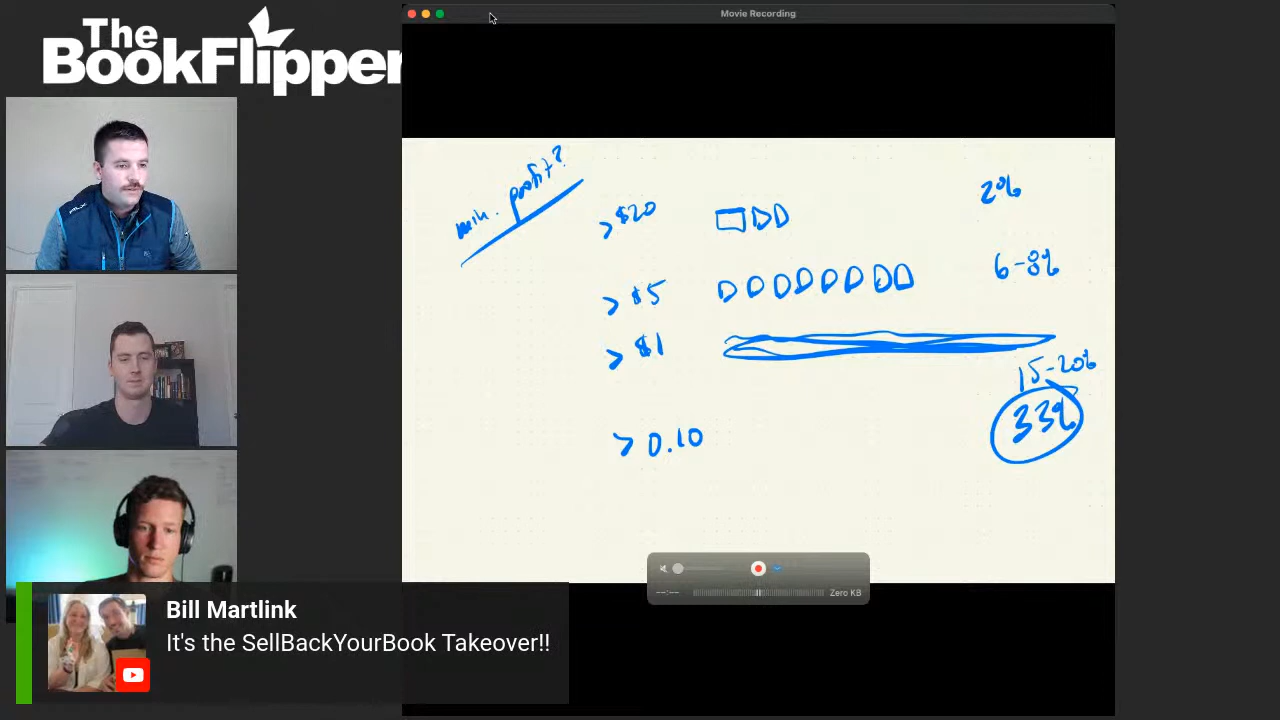 The
BookFlipper
Movie Recording
min. profit?
>$20
2%
>$5
6-8%
>$1
15-20%
33%
>0.10
--:--
Zero KB
Bill Martlink
It's the SellBackYourBook Takeover!!